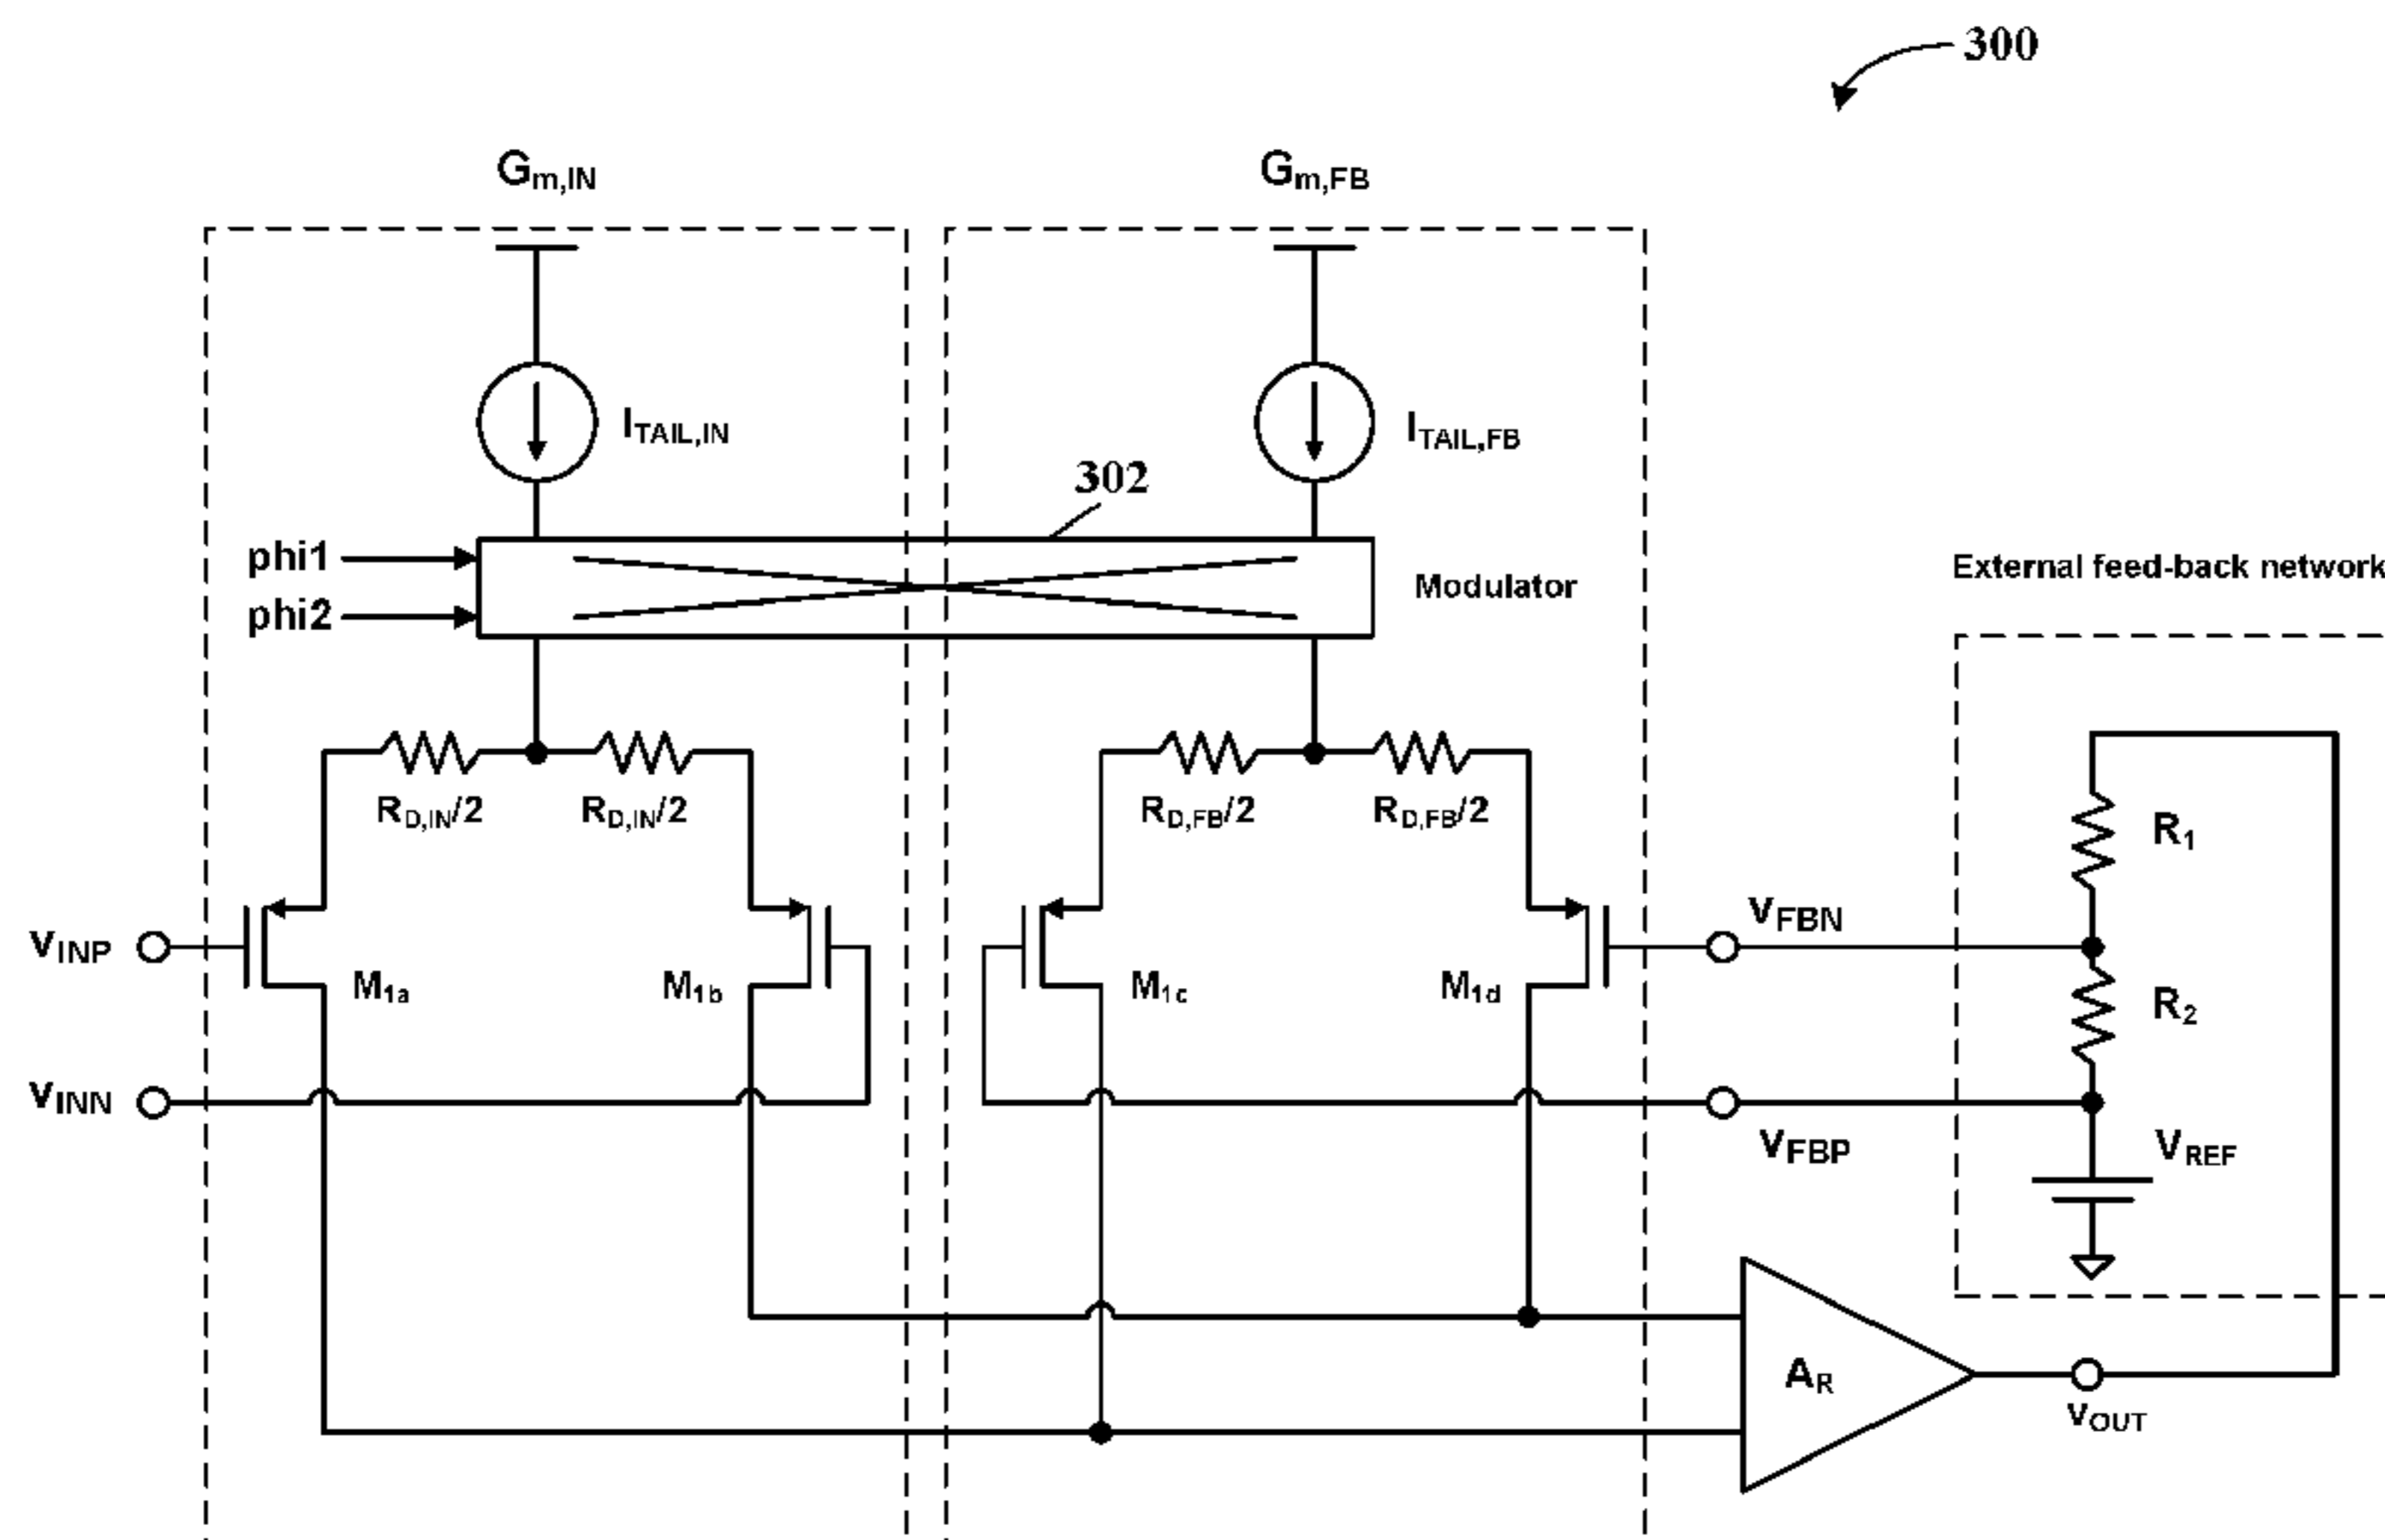 300
Gm,IN
Gm,FB
ITAIL,IN
ITAIL,FB
302
phi1
phi2
Modulator
External feed-back network
RD,IN/2
RD,IN/2
RD,FB/2
RD,FB/2
R1
VINP
M1a
M1b
M1c
M1d
VFBN
R2
VINN
VFBP
VREF
AR
VOUT